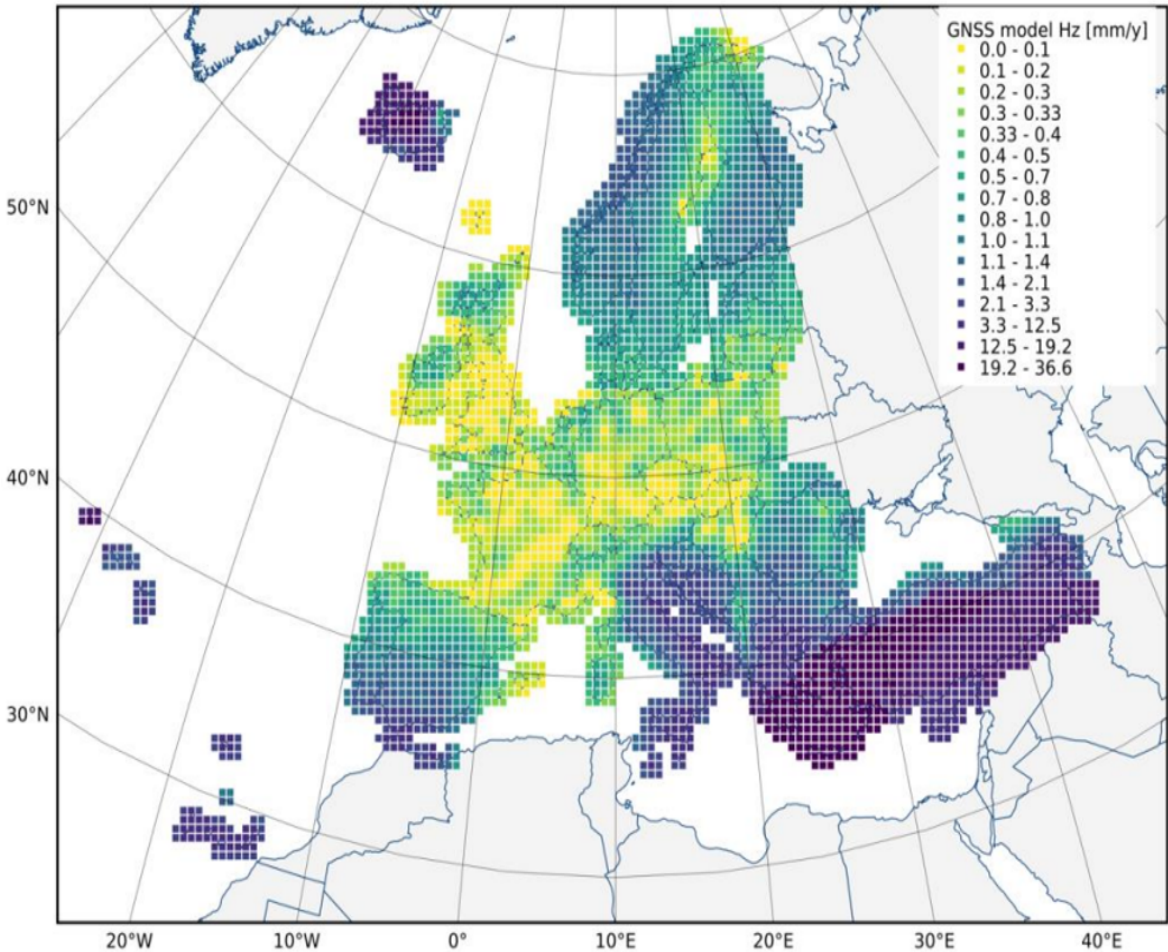 GNSS model Hz [mm/y]
0.0 - 0.1
0.1 - 0.2
0.2 - 0.3
0.3 - 0.33
0.33 - 0.4
0.4 - 0.5
0.5 - 0.7
0.7 - 0.8
0.8 - 1.0
1.0 - 1.1
1.1 - 1.4
1.4 - 2.1
2.1 - 3.3
3.3 - 12.5
12.5 - 19.2
19.2 - 36.6
50°N
40°N
30°N
20°W
10°W
0°
10°E
20°E
30°E
40°E